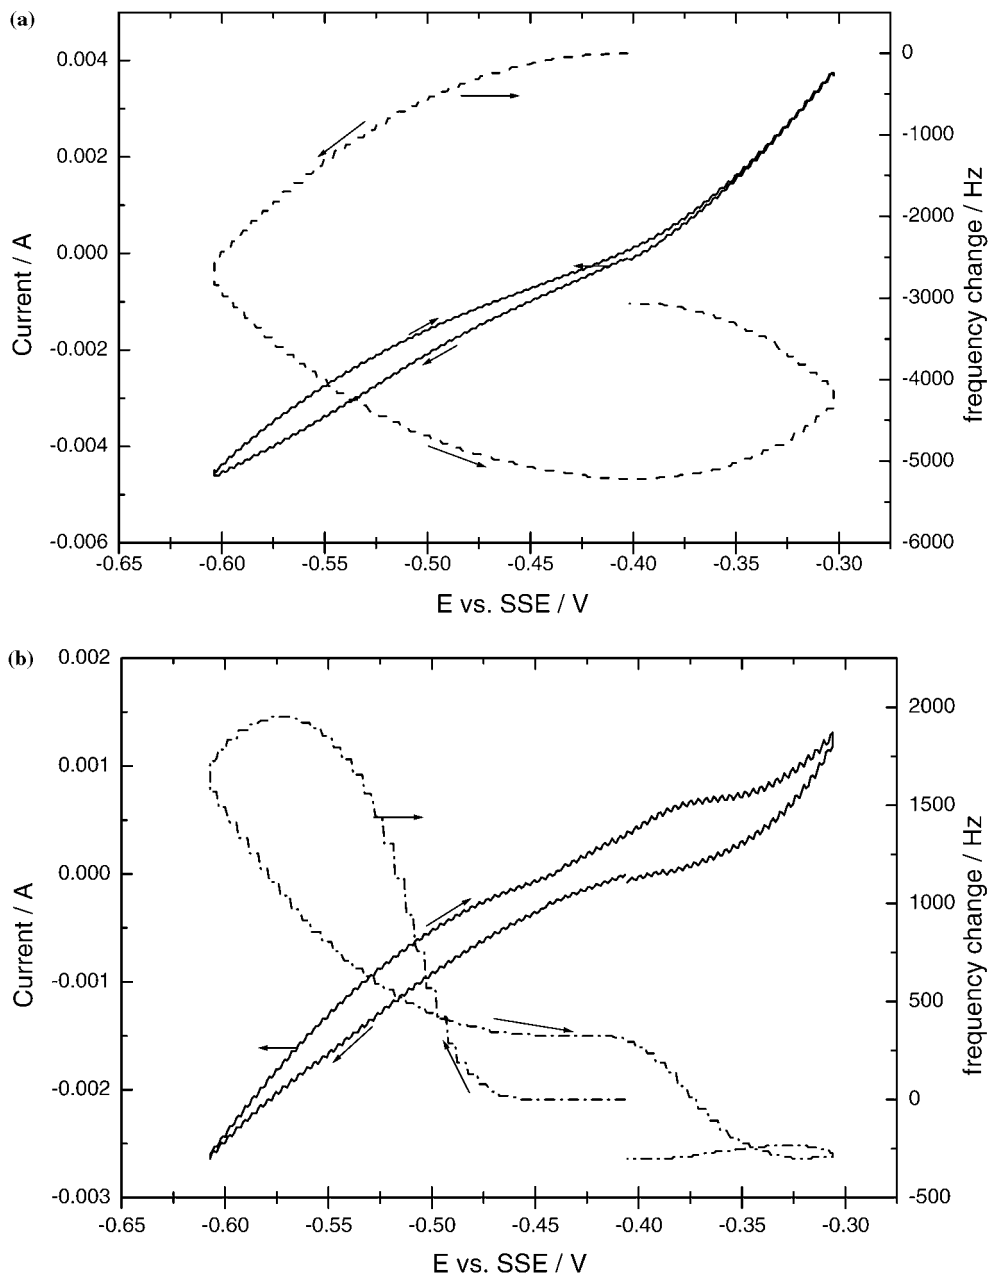 (a)
0.004
0.002
0.000
-0.002
-0.004
-0.006
Current / A
0
-1000
-2000
-3000
-4000
-5000
-6000
frequency change / Hz
-0.65 -0.60 -0.55 -0.50 -0.45 -0.40 -0.35 -0.30
E vs. SSE / V
(b)
0.002
0.001
0.000
-0.001
-0.002
-0.003
Current / A
2000
1500
1000
500
0
-500
frequency change / Hz
-0.65 -0.60 -0.55 -0.50 -0.45 -0.40 -0.35 -0.30
E vs. SSE / V